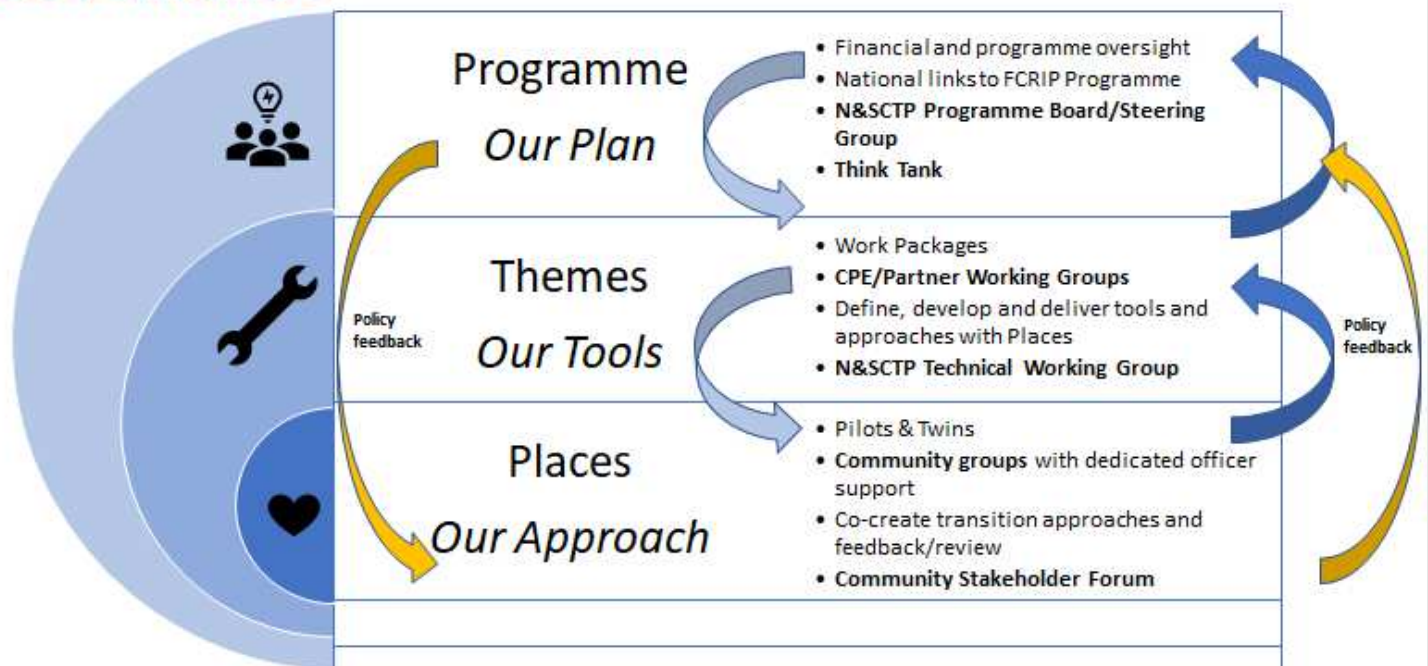 Programme
Our Plan
• Financial and programme oversight
• National links to FCRIP Programme
• N&SCTP Programme Board/Steering
Group
• Think Tank
Themes
Our Tools
• Work Packages
• CPE/Partner Working Groups
• Define, develop and deliver tools and
approaches with Places
• N&SCTP Technical Working Group
Policy
feedback
Policy
feedback
Places
Our Approach
• Pilots & Twins
• Community groups with dedicated officer
support
• Co-create transition approaches and
feedback/review
• Community Stakeholder Forum